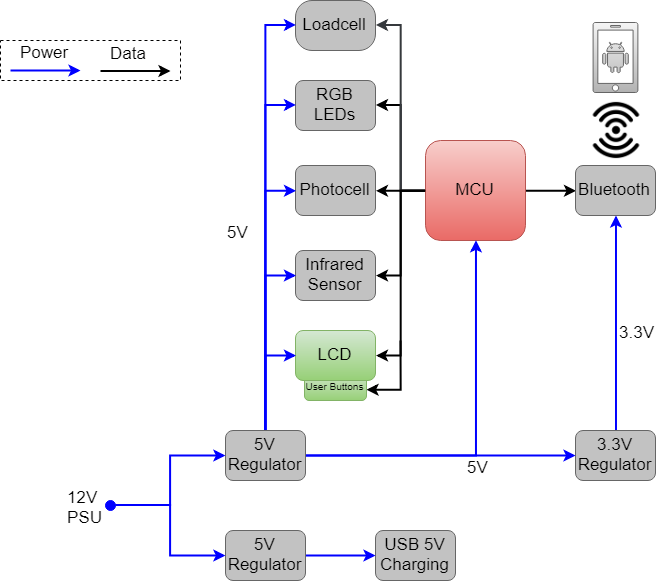 Power
Data
Loadcell
RGB
LEDs
Photocell
MCU
Bluetooth
5V
Infrared
Sensor
LCD
User Buttons
3.3V
5V
Regulator
5V
3.3V
Regulator
12V
PSU
5V
Regulator
USB 5V
Charging